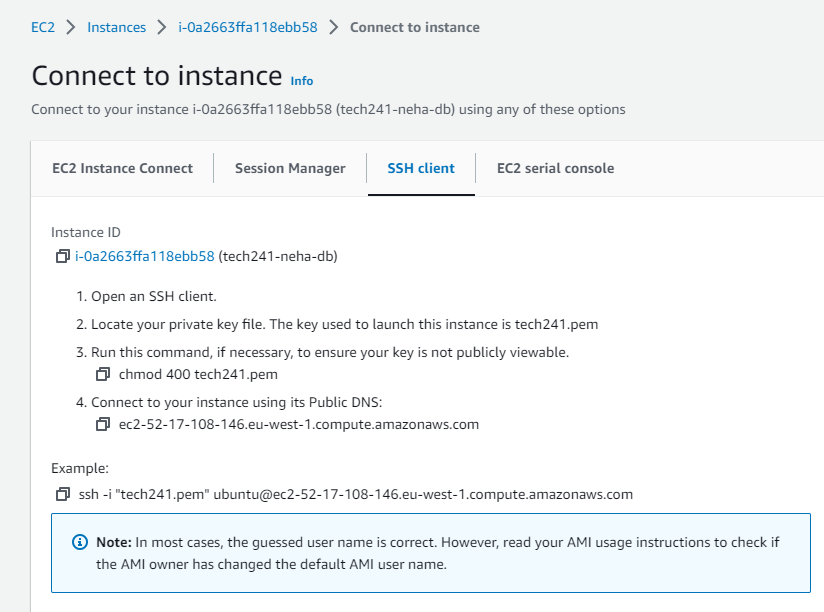 EC2 > Instances > i-0a2663ffa118ebb58 > Connect to instance
Connect to instance Info
Connect to your instance i-0a2663ffa118ebb58 (tech241-neha-db) using any of these options
EC2 Instance Connect Session Manager SSH client EC2 serial console
Instance ID
i-0a2663ffa118ebb58 (tech241-neha-db)
1. Open an SSH client.
2. Locate your private key file. The key used to launch this instance is tech241.pem
3. Run this command, if necessary, to ensure your key is not publicly viewable.
chmod 400 tech241.pem
4. Connect to your instance using its Public DNS:
ec2-52-17-108-146.eu-west-1.compute.amazonaws.com
Example:
ssh -i "tech241.pem" ubuntu@ec2-52-17-108-146.eu-west-1.compute.amazonaws.com
Note: In most cases, the guessed user name is correct. However, read your AMI usage instructions to check if
the AMI owner has changed the default AMI user name.